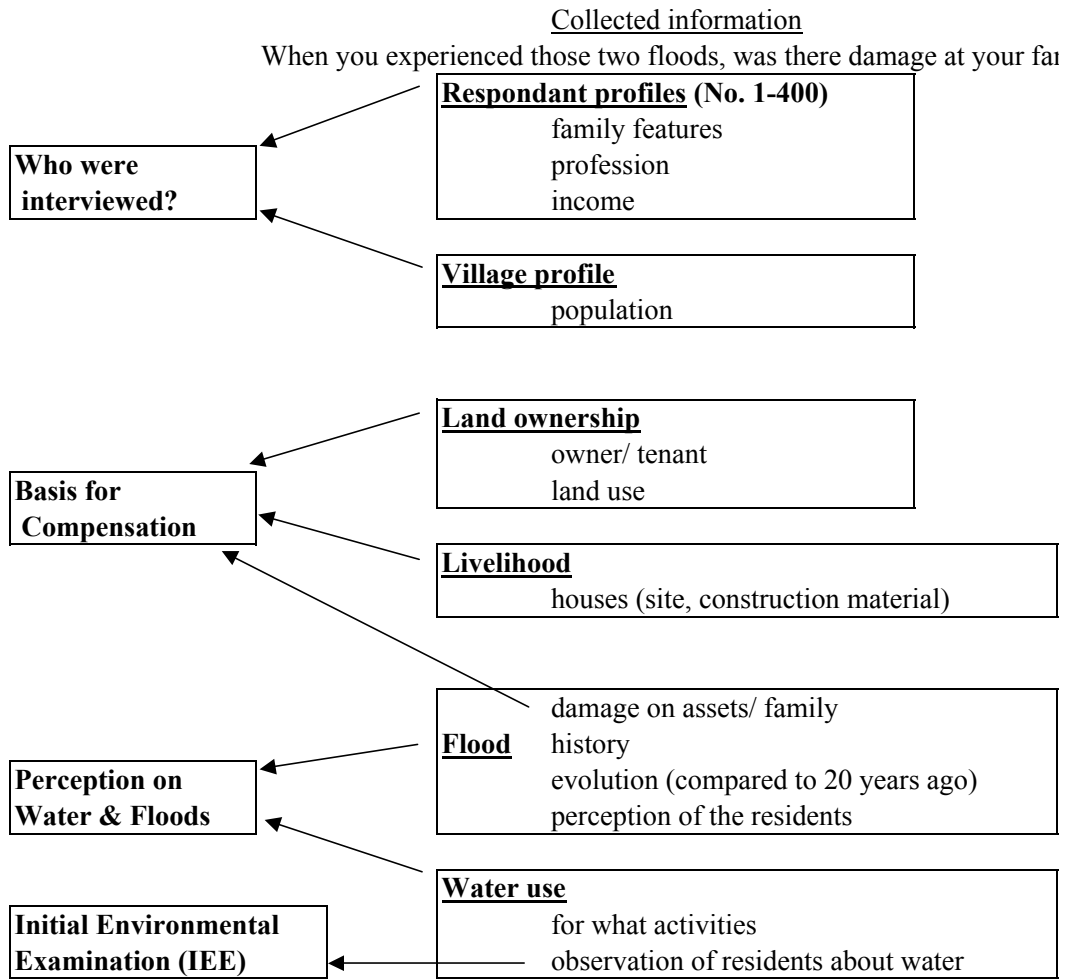 Collected information
When you experienced those two floods, was there damage at your
Respondant profiles (No. 1-400)
family features
profession
income
Who were
interviewed?
Village profile
population
Land ownership
owner/ tenant
land use
Basis for
Compensation
Livelihood
houses (site, construction material)
damage on assets/ family
Flood history
evolution (compared to 20 years ago)
perception of the residents
Perception on
Water & Floods
Water use
for what activities
observation of residents about water
Initial Environmental
Examination (IEE)